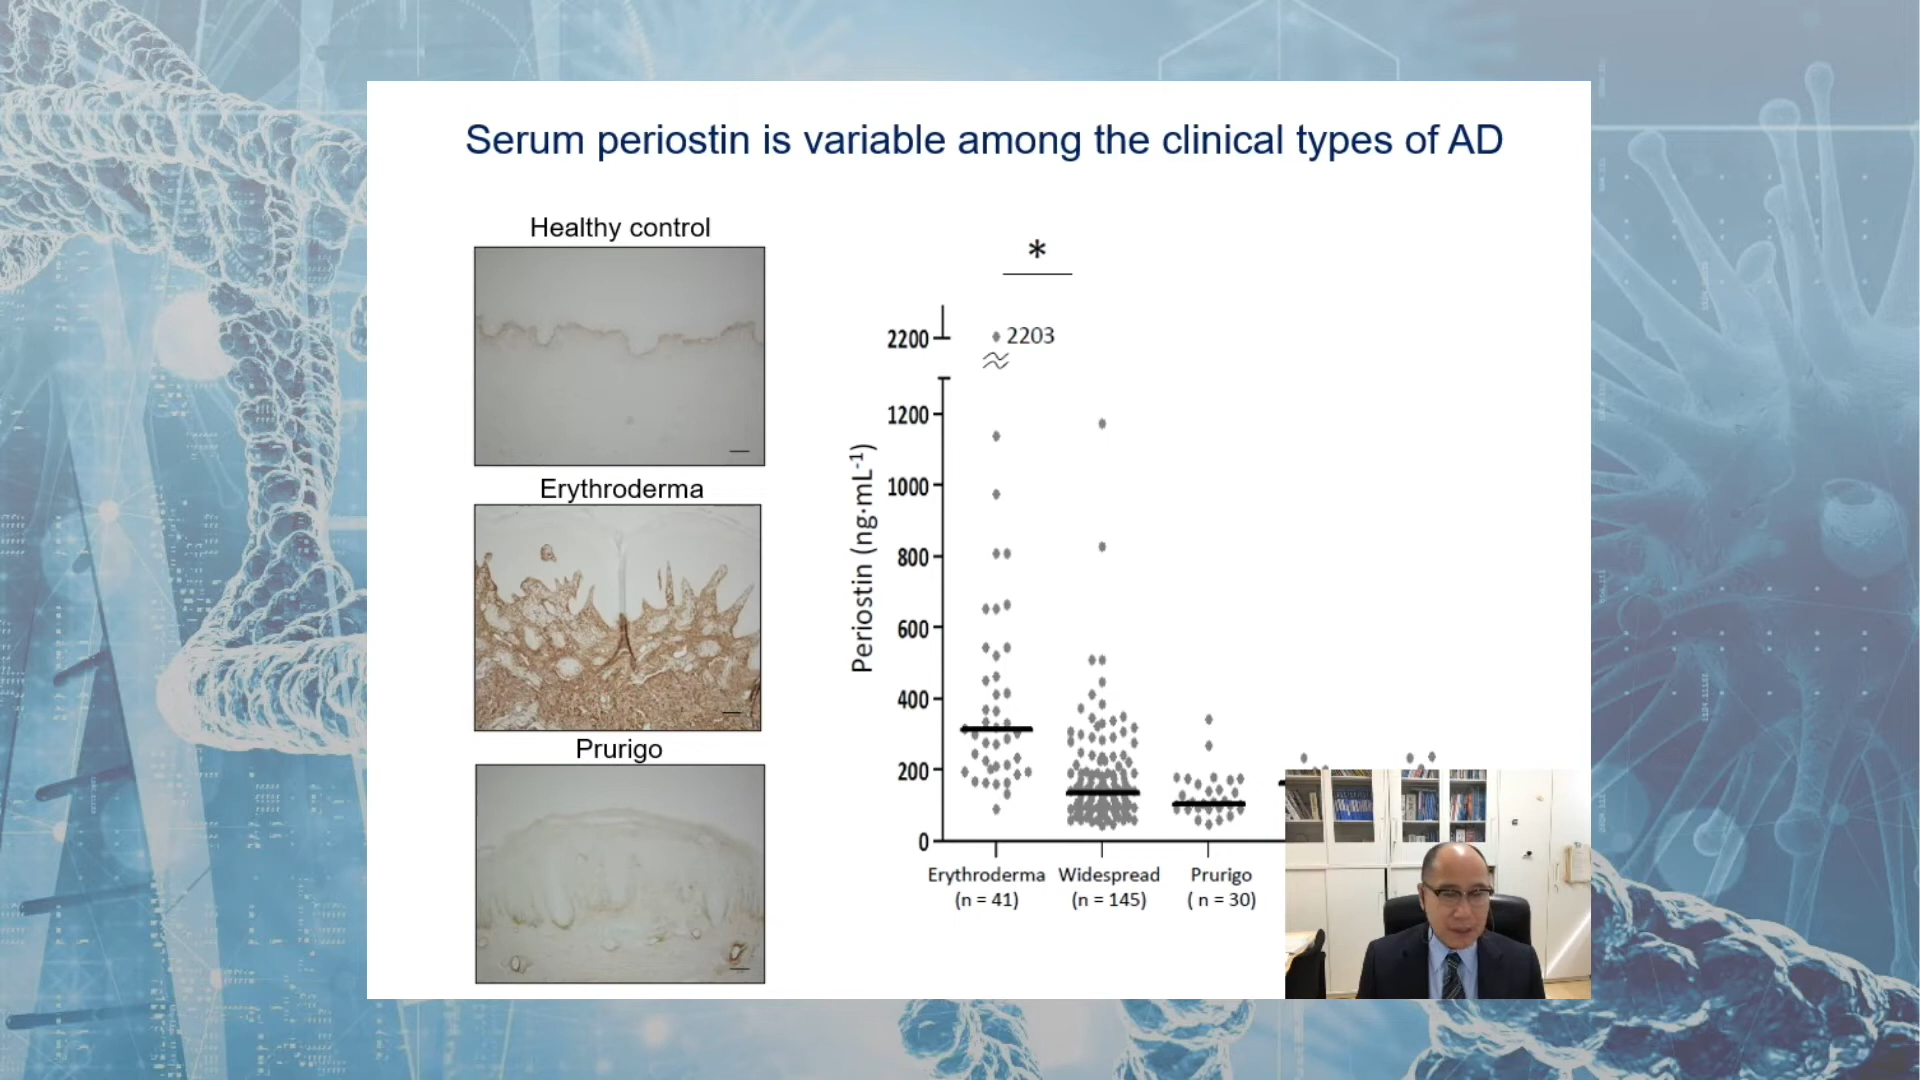 Serum periostin is variable among the clinical types of AD
Healthy control
Erythroderma
Prurigo
*
2203
Periostin (ng·mL-1)
2200
1200
1000
800
600
400
200
0
Erythroderma
(n = 41)
Widespread
(n = 145)
Prurigo
( n = 30)